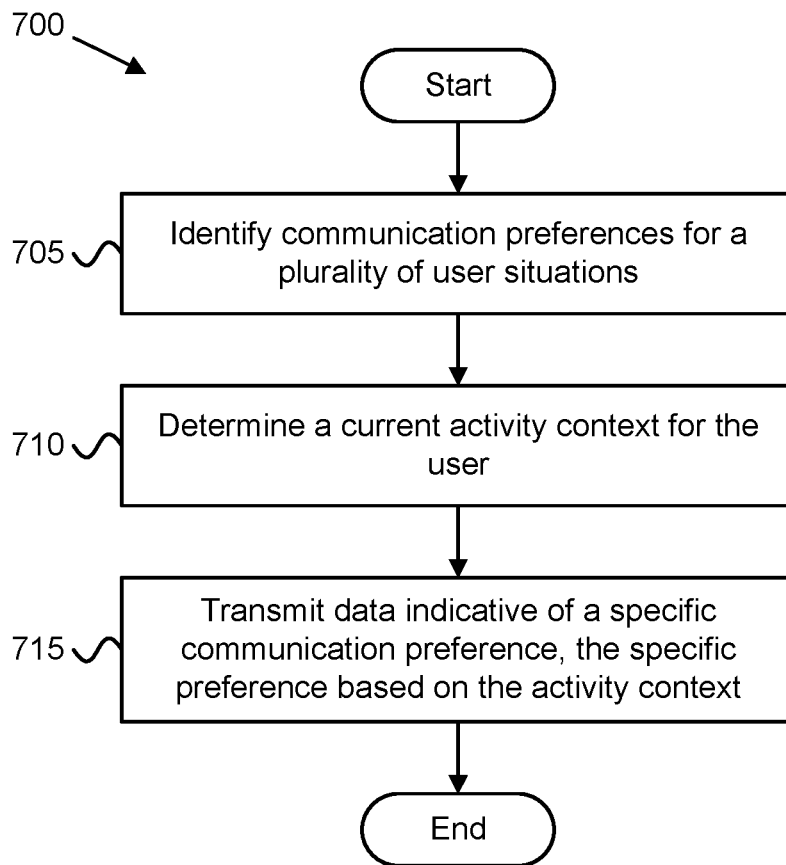 700
Start
705
Identify communication preferences for a
plurality of user situations
710
Determine a current activity context for the
user
715
Transmit data indicative of a specific
communication preference, the specific
preference based on the activity context
End